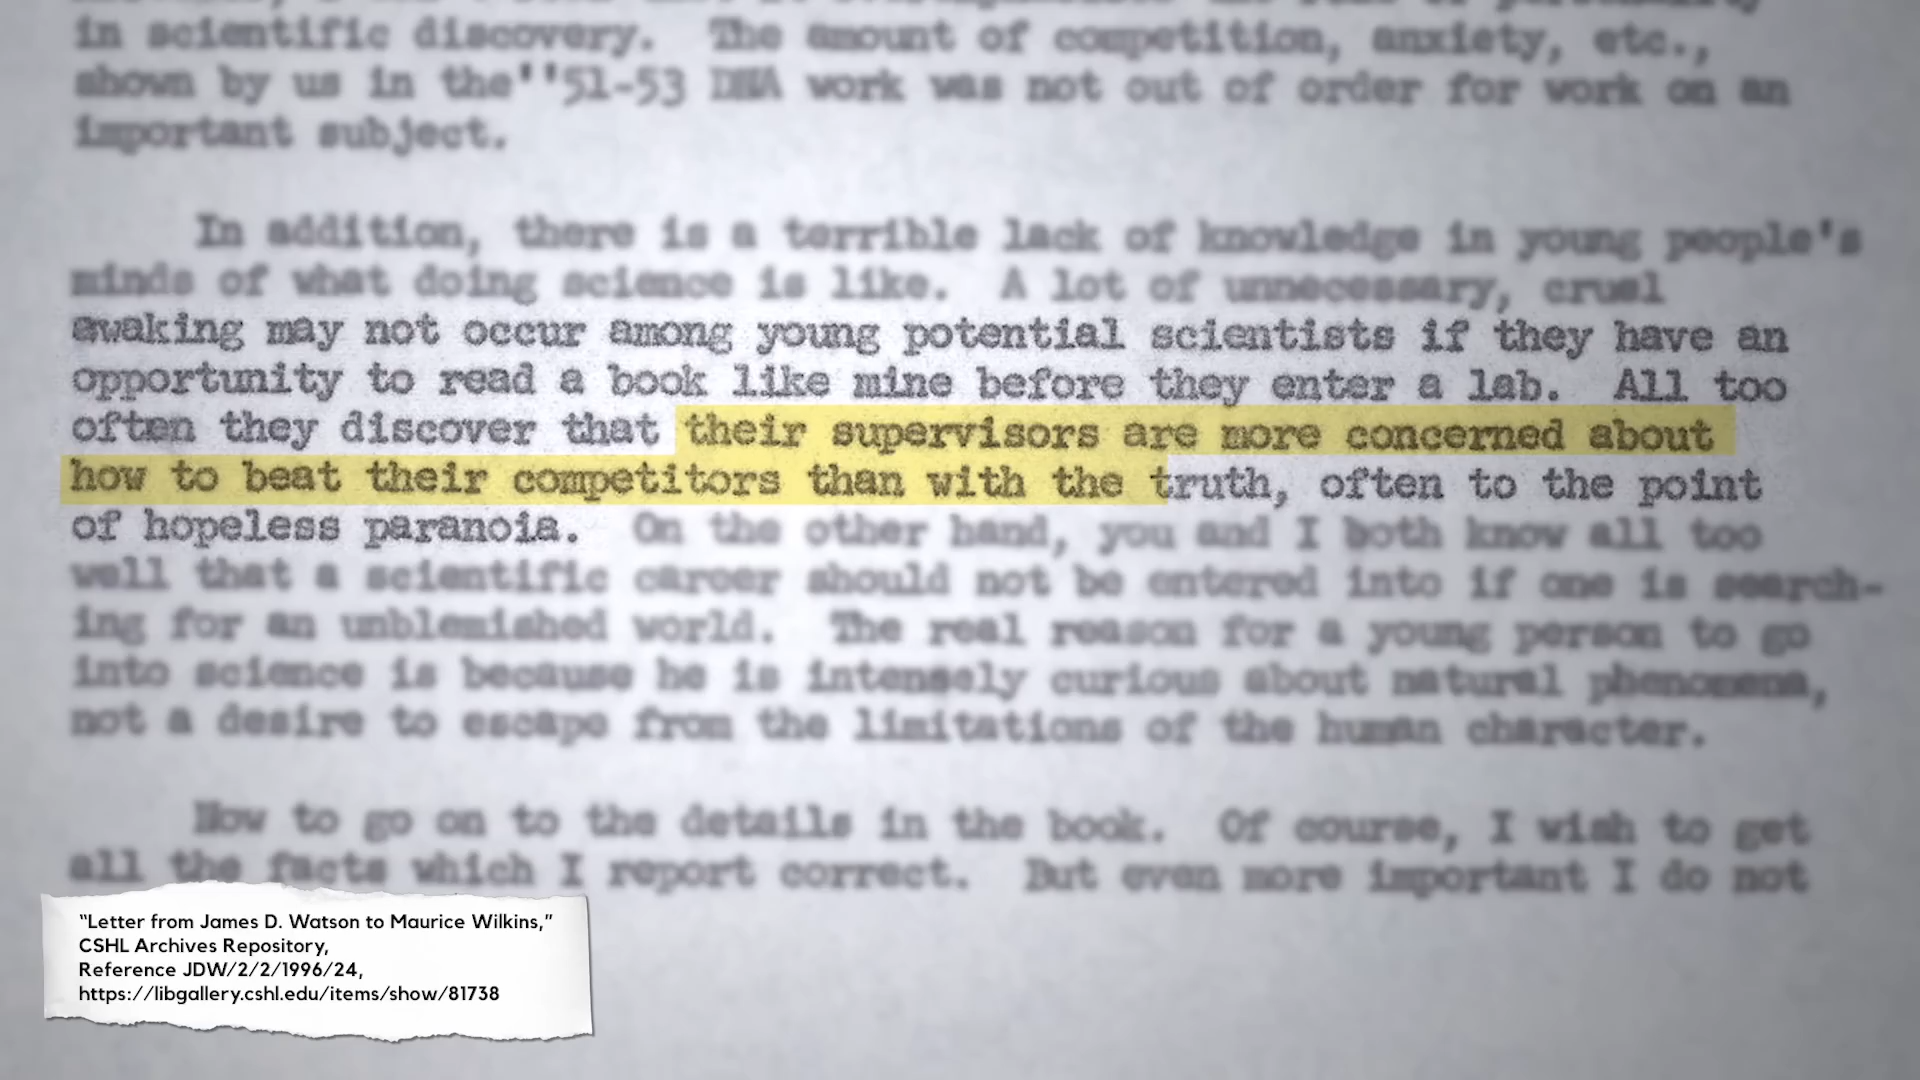 in scientific discovery. The amount of competition, anxiety, etc.,
shown by us in the''51-53 DNA work was not out of order for work on an
important subject.
In addition, there is a terrible lack of knowledge in young people's
minds of what doing science is like. A lot of unnecessary, cruel
awaking may not occur among young potential scientists if they have an
opportunity to read a book like mine before they enter a lab. All too
often they discover that their supervisors are more concerned about
how to beat their competitors than with the truth, often to the point
of hopeless paranoia. On the other hand, you and I both know all too
well that a scientific career should not be entered into if one is search-
ing for an unblemished world. The real reason for a young person to go
into science is because he is intensely curious about natural phenomena,
not a desire to escape from the limitations of the human character.
Now to go on to the details in the book. Of course, I wish to get
all the facts which I report correct. But even more important I do not
“Letter from James D. Watson to Maurice Wilkins,”
CSHL Archives Repository,
Reference JDW/2/2/1996/24,
https://libgallery.cshl.edu/items/show/81738